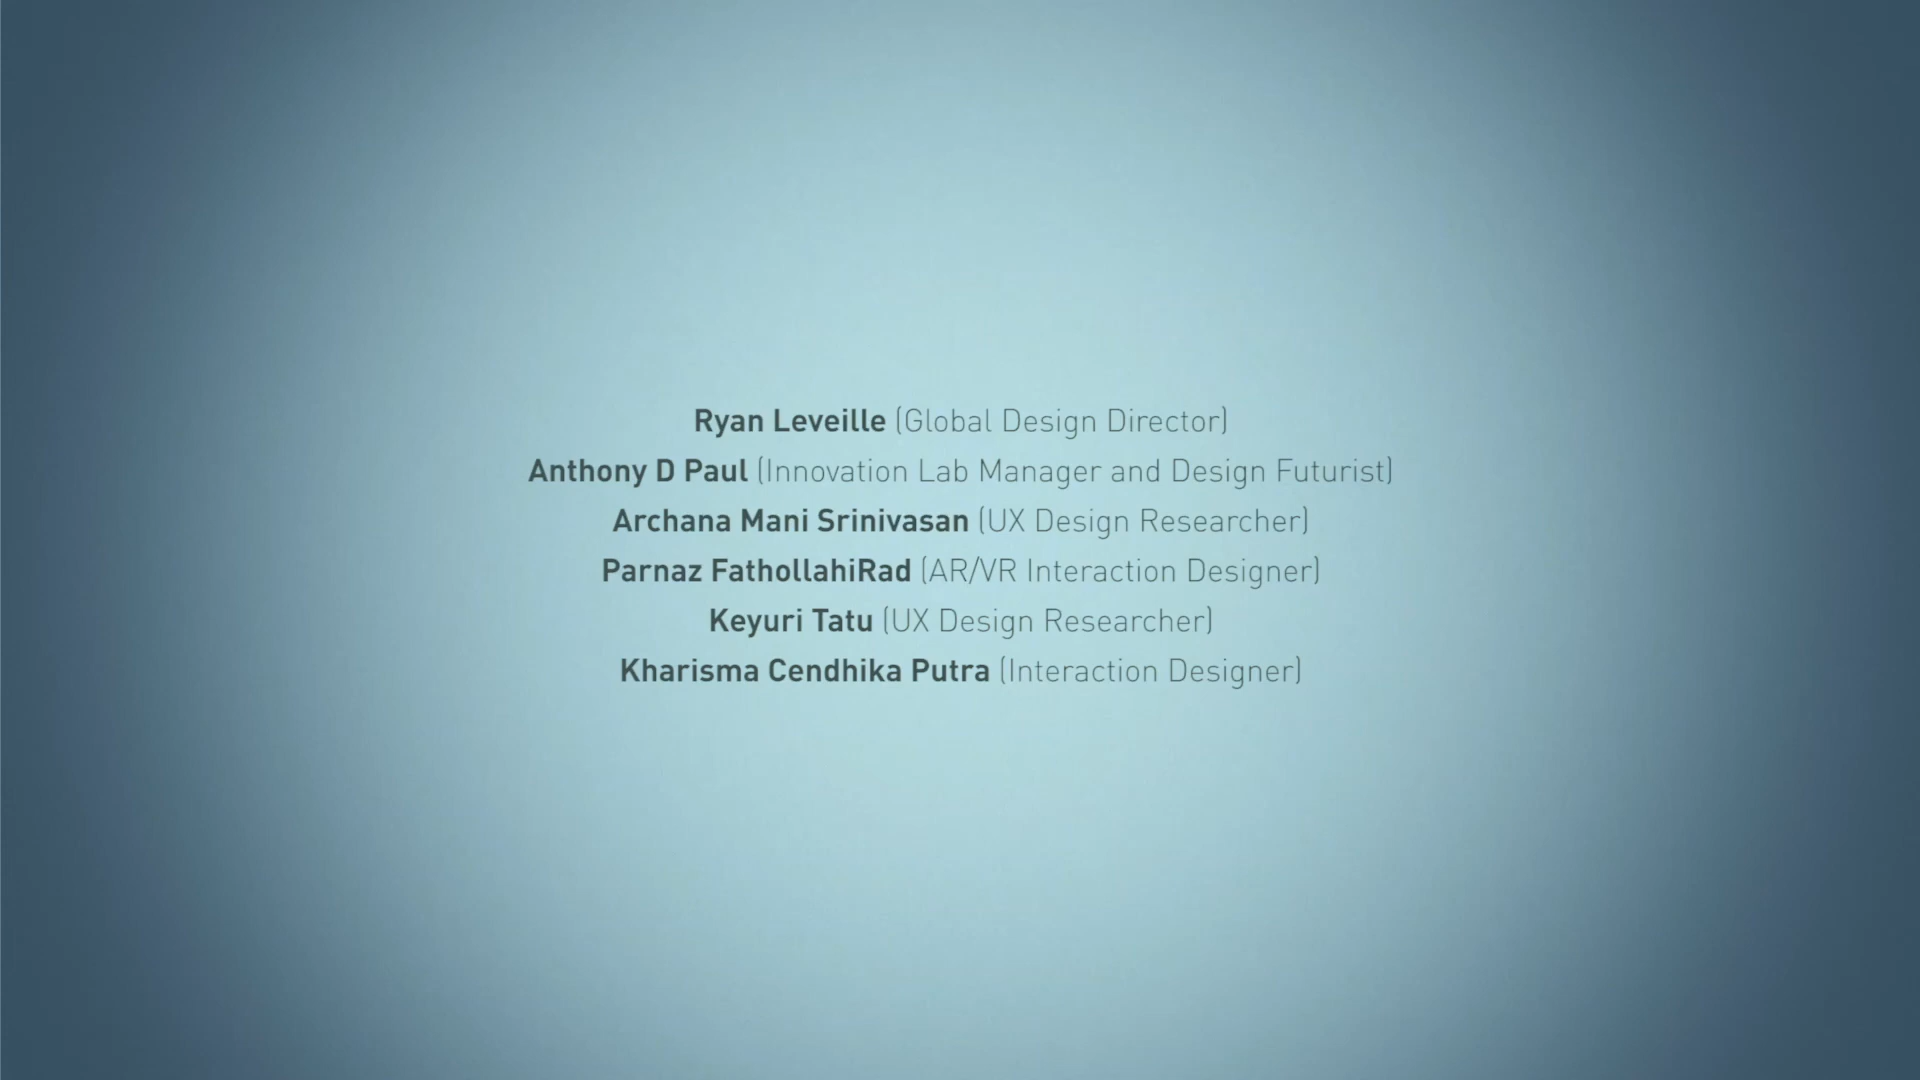 Ryan Leveille (Global Design Director)
Anthony D Paul (Innovation Lab Manager and Design Futurist)
Archana Mani Srinivasan (UX Design Researcher)
Parnaz FathollahiRad (AR/VR Interaction Designer)
Keyuri Tatu (UX Design Researcher)
Kharisma Cendhika Putra (Interaction Designer)